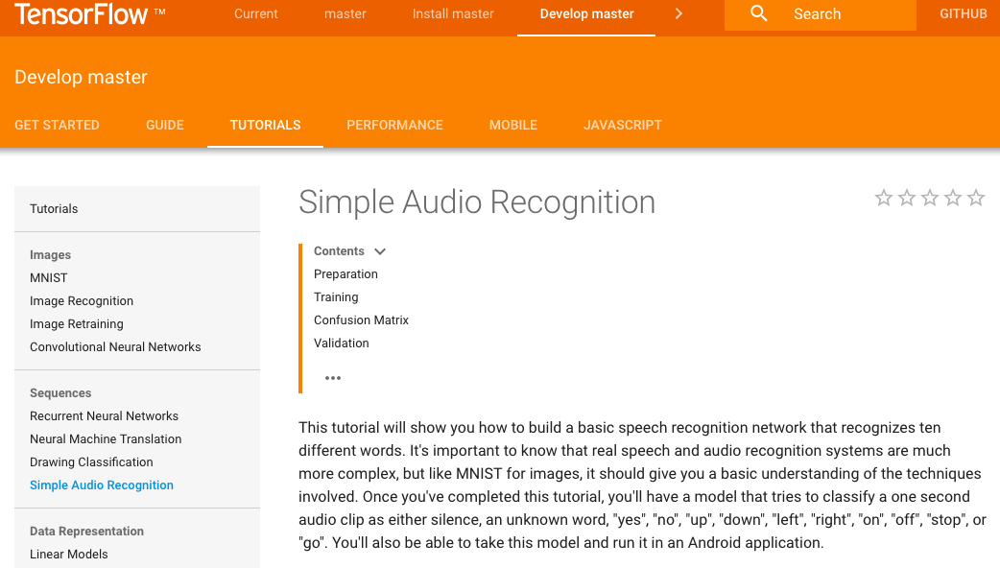 TensorFlow ™
Current master Install master Develop master Search GITHUB
Develop master
GET STARTED GUIDE TUTORIALS PERFORMANCE MOBILE JAVASCRIPT
Tutorials
Images
MNIST
Image Recognition
Image Retraining
Convolutional Neural Networks
Sequences
Recurrent Neural Networks
Neural Machine Translation
Drawing Classification
Simple Audio Recognition
Data Representation
Linear Models
Simple Audio Recognition
Contents
Preparation
Training
Confusion Matrix
Validation
This tutorial will show you how to build a basic speech recognition network that recognizes ten
different words. It's important to know that real speech and audio recognition systems are much
more complex, but like MNIST for images, it should give you a basic understanding of the techniques
involved. Once you've completed this tutorial, you'll have a model that tries to classify a one second
audio clip as either silence, an unknown word, "yes", "no", "up", "down", "left", "right", "on", "off", "stop", or
"go". You'll also be able to take this model and run it in an Android application.